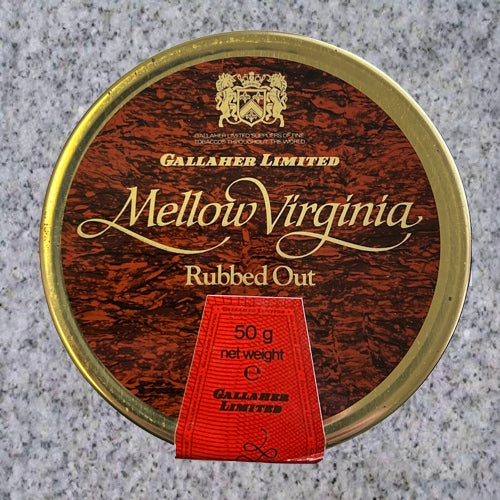 GALLAHER LIMITED SUPPLIERS OF FINE
TOBACCOS THROUGHOUT THE WORLD
GALLAHER LIMITED
Mellow Virginia
Rubbed Out
50 g
net weight
e
GALLAHER
LIMITED